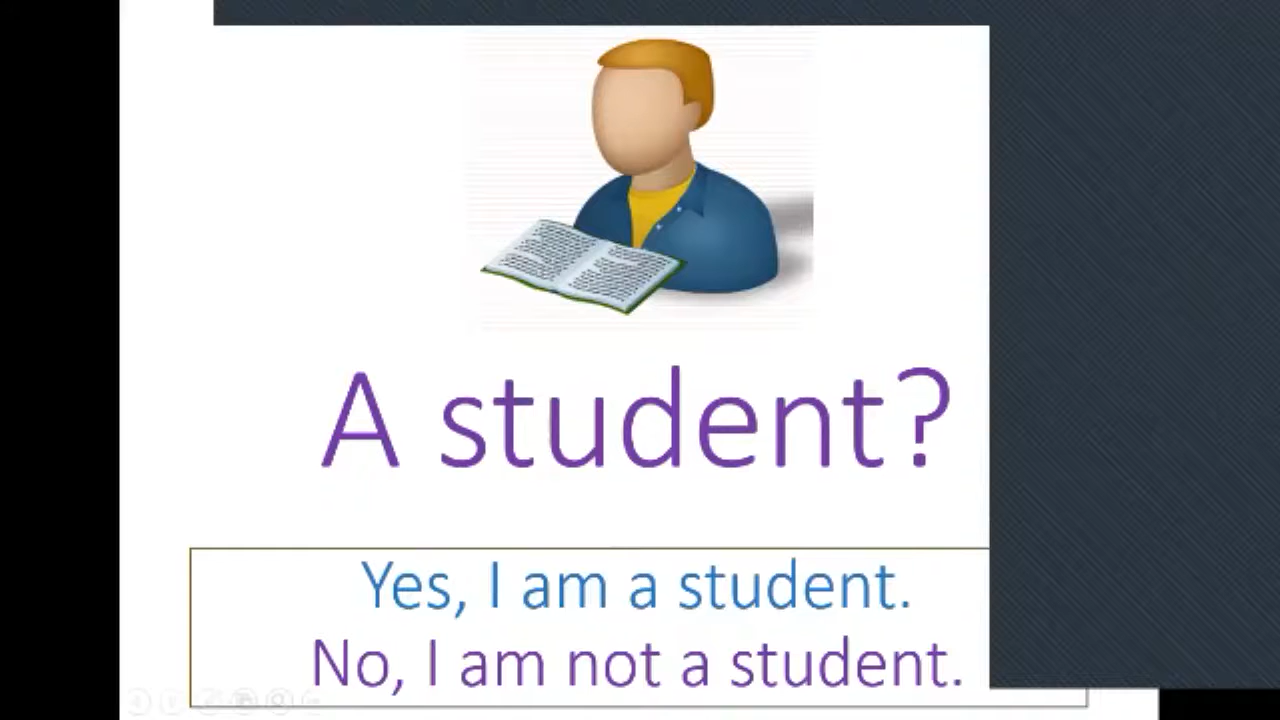 A student?
Yes, I am a student.
No, I am not a student.